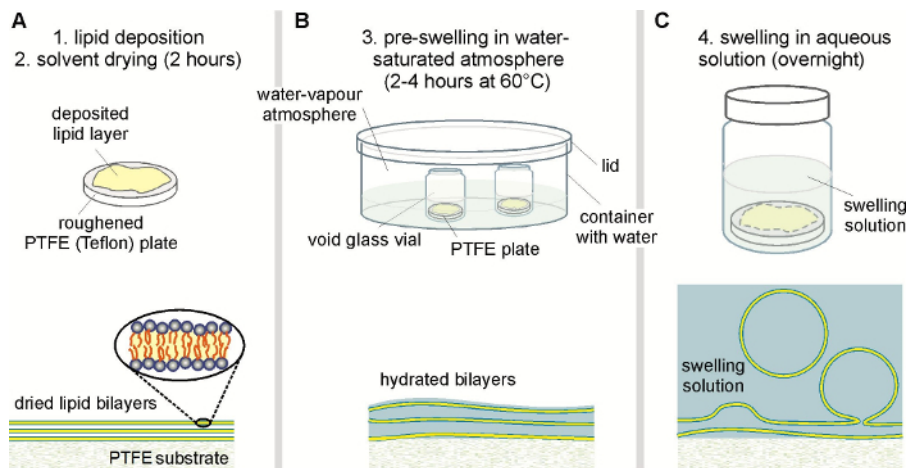 A
1. lipid deposition
2. solvent drying (2 hours)
deposited
lipid layer
roughened
PTFE (Teflon) plate
dried lipid bilayers
PTFE substrate
B
3. pre-swelling in water-
saturated atmosphere
(2-4 hours at 60°C)
water-vapour
atmosphere
lid
void glass vial
PTFE plate
container
with water
hydrated bilayers
C
4. swelling in aqueous
solution (overnight)
swelling
solution
swelling
solution